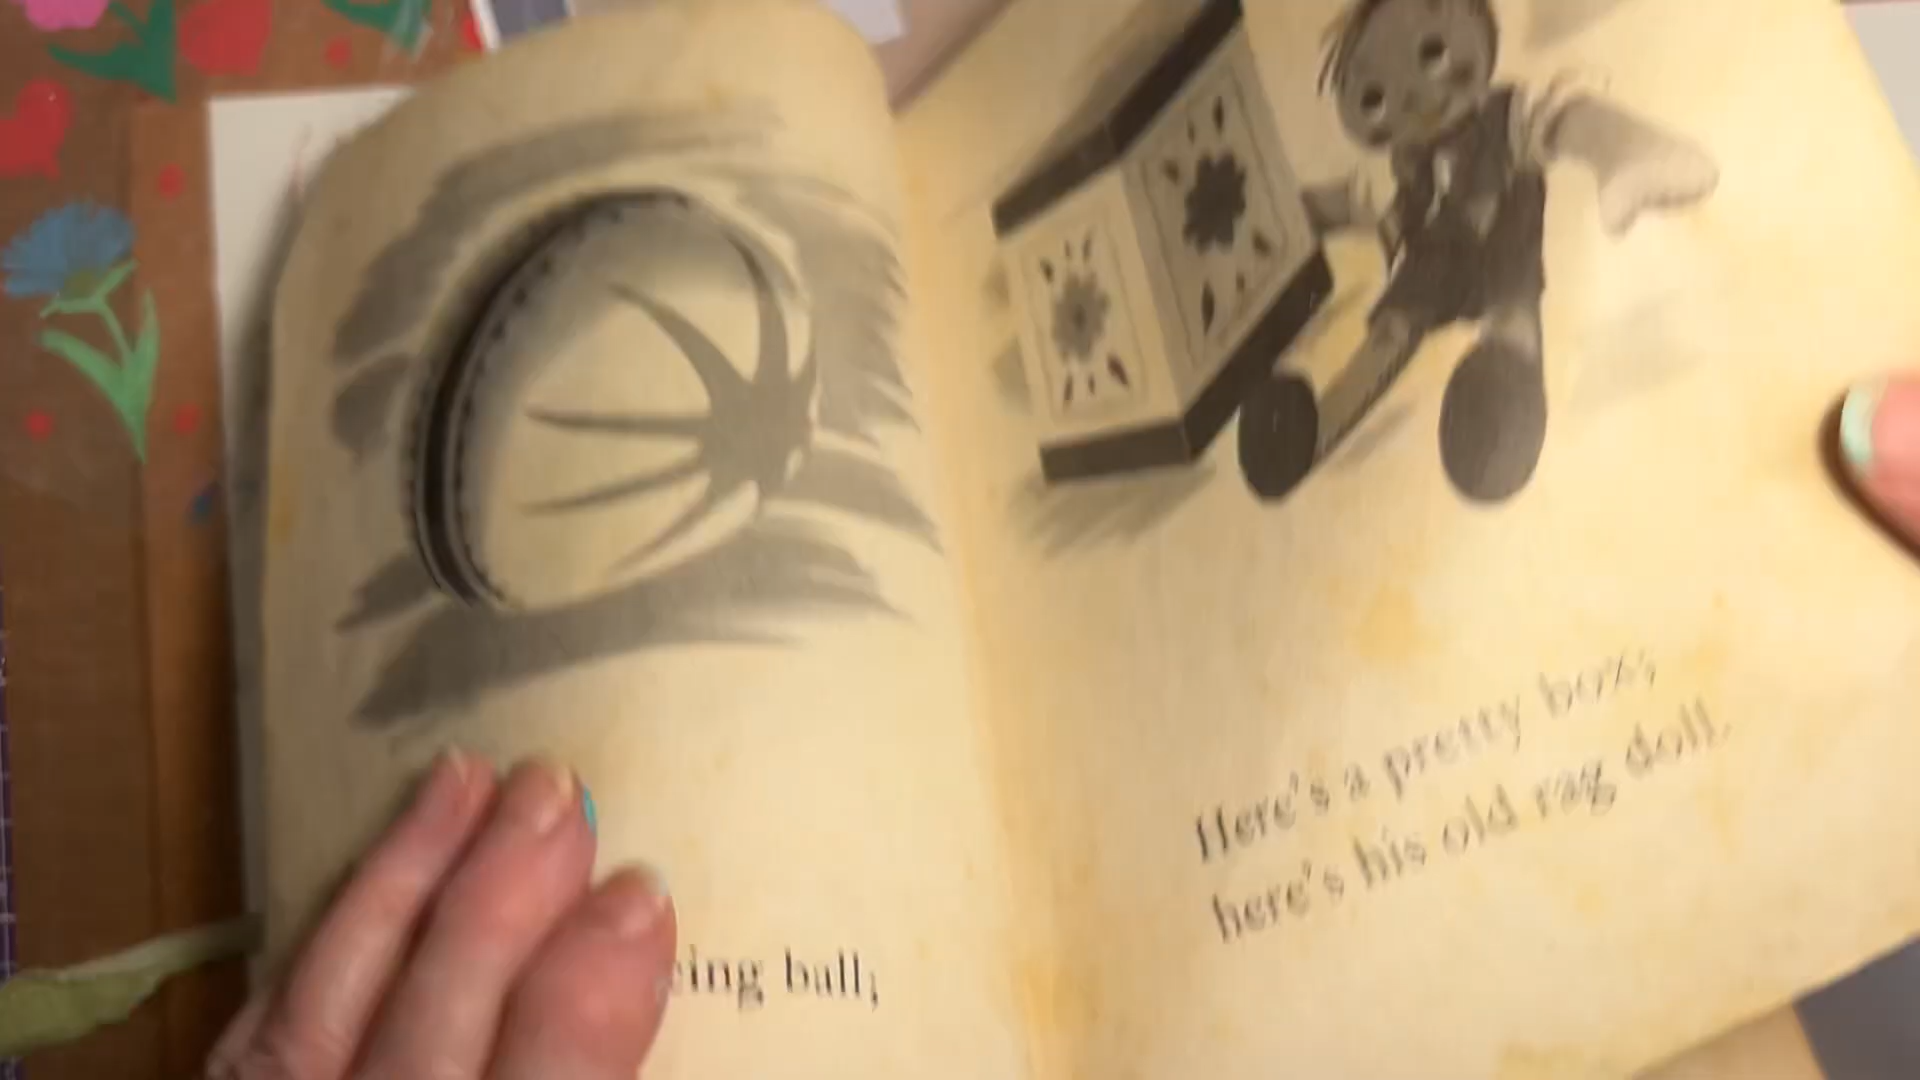 ball;
Here's a pretty box;
here's his old rag doll.